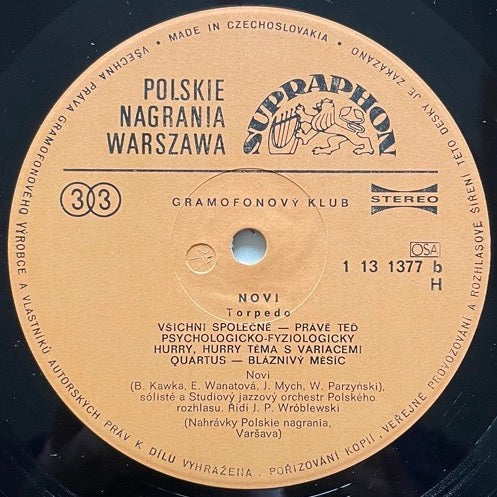 MADE IN CZECHOSLOVAKIA • VŠECHNA PRÁVA GRAMOFONOVÉHO VÝROBCE A VLASTNÍKŮ AUTORSKÝCH PRÁV K DÍLU VYHRAŽENA. POŘIZOVÁNÍ KOPIÍ, VEŘEJNÉ PROVOZOVÁNÍ A ROZHLASOVÉ ŠÍŘENÍ TÉTO DESKY JE ZAKÁZÁNO •
POLSKIE
NAGRANIA
WARSZAWA
SUPRAPHON
33
GRAMOFONOVÝ KLUB
STEREO
OSA
1 13 1377 b
H
NOVI
Torpedo
VŠICHNI SPOLEČNĚ — PRÁVĚ TEĎ
PSYCHOLOGICKO-FYZIOLOGICKY
HURRY, HURRY TÉMA S VARIACEMI
QUARTUS — BLÁZNIVÝ MĚSÍC
Novi
(B. Kawka, E. Wanatová, J. Mych, W. Parzyński),
sólisté a Studiový jazzový orchestr Polského
rozhlasu. Řídí J. P. Wróblewski
(Nahrávky Polskie nagrania,
Varšava)